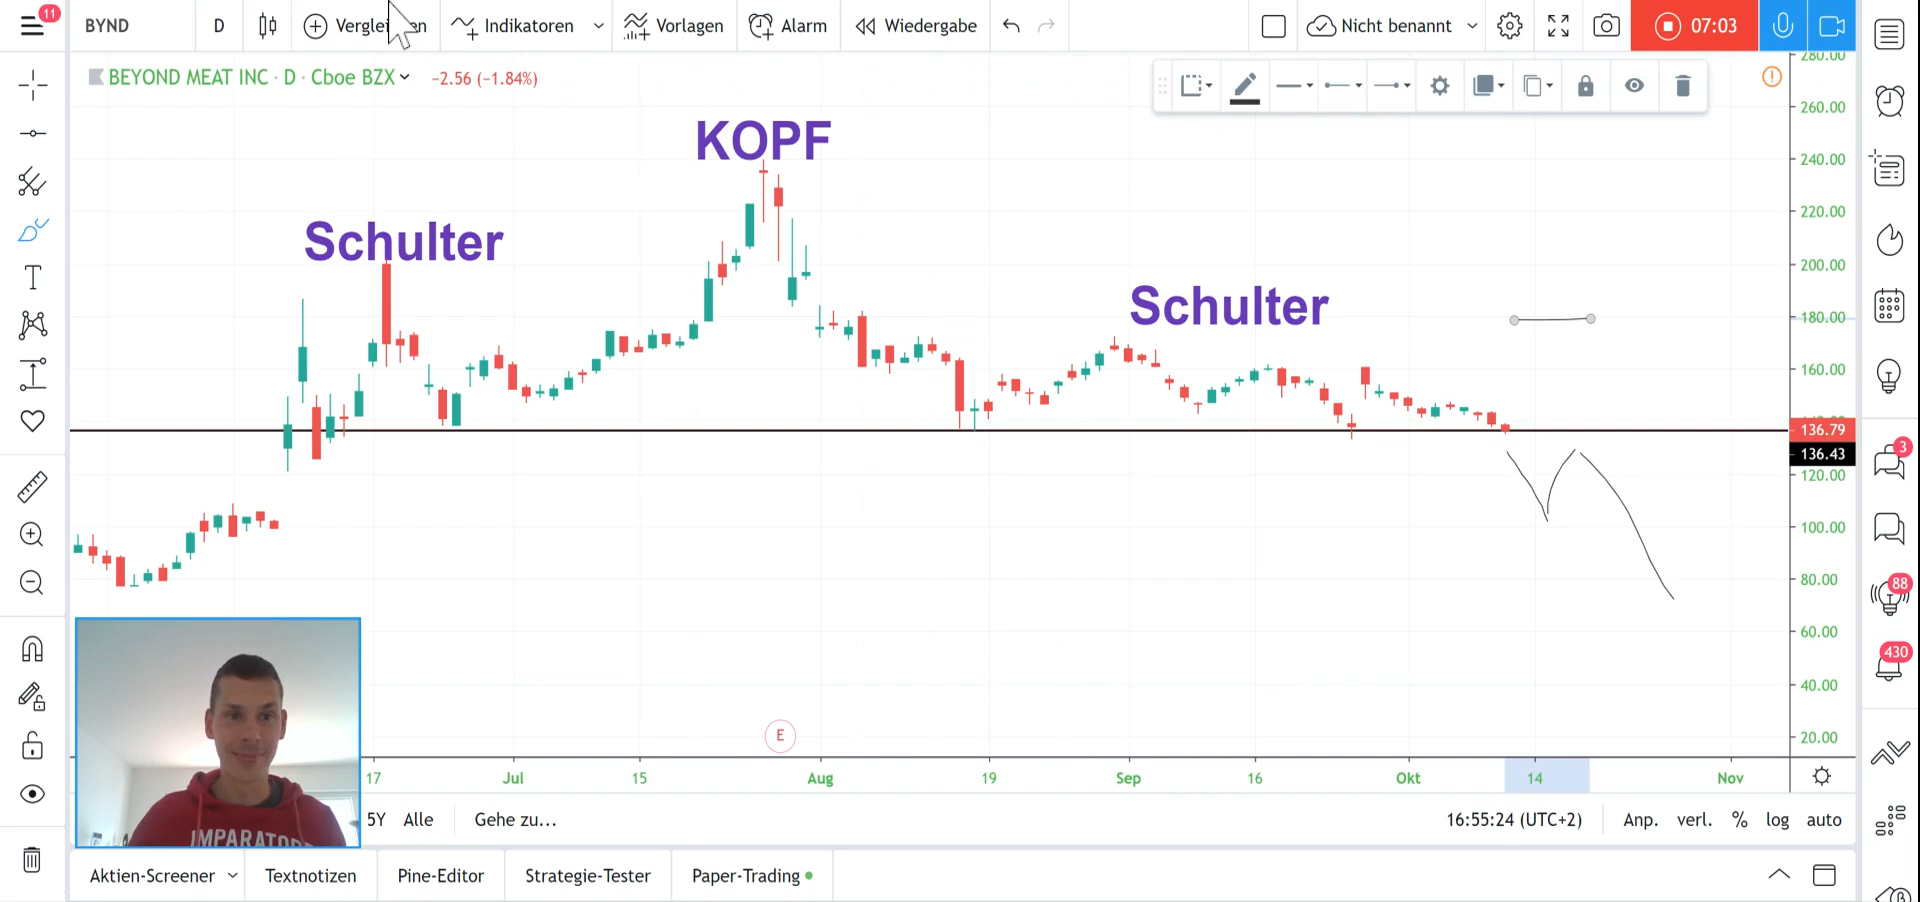 11
BYND
D
Vergleichen
Indikatoren
Vorlagen
Alarm
Wiedergabe
Nicht benannt
07:03
BEYOND MEAT INC · D · Cboe BZX
−2.56 (−1.84%)
280.00
260.00
240.00
220.00
200.00
180.00
160.00
136.79
136.43
120.00
100.00
80.00
60.00
40.00
20.00
KOPF
Schulter
Schulter
3
88
430
E
17
Jul
15
Aug
19
Sep
16
Okt
14
Nov
IMPARATO
5Y
Alle
Gehe zu...
16:55:24 (UTC+2)
Anp.
verl.
%
log
auto
Aktien-Screener
Textnotizen
Pine-Editor
Strategie-Tester
Paper-Trading